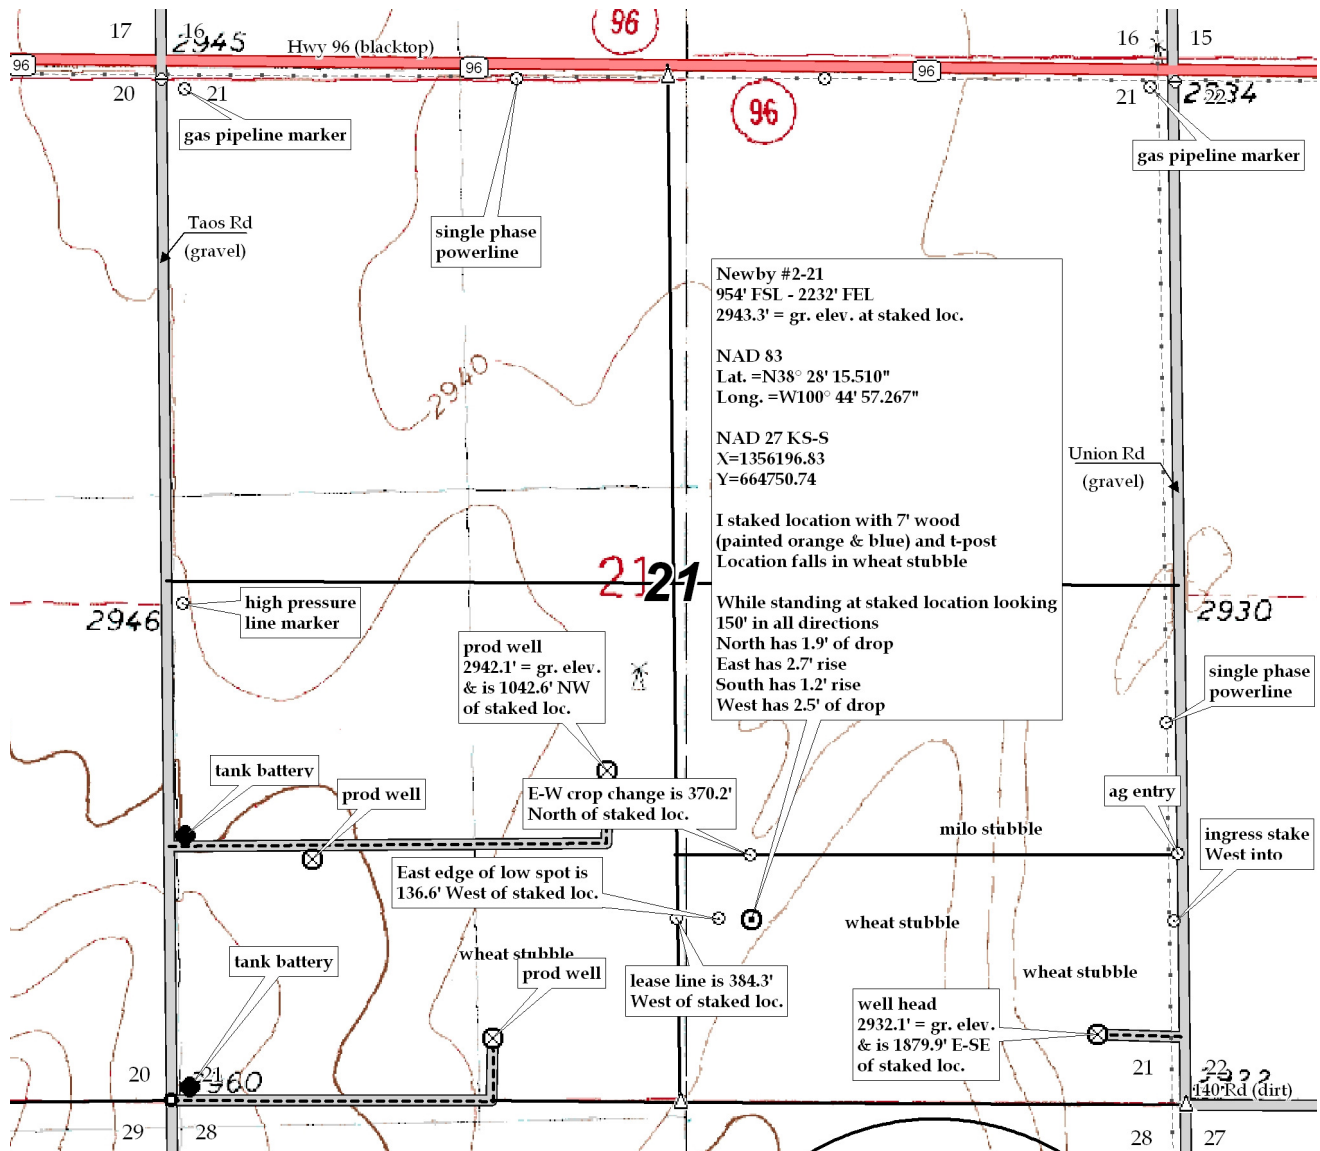 17
16
2945
Hwy 96 (blacktop)
96
16
15
96
96
96
20
21
21
22
2234
96
gas pipeline marker
gas pipeline marker
Taos Rd
(gravel)
single phase
powerline
Newby #2-21
954' FSL - 2232' FEL
2943.3' = gr. elev. at staked loc.
NAD 83
Lat. =N38° 28' 15.510"
Long. =W100° 44' 57.267"
NAD 27 KS-S
X=1356196.83
Y=664750.74
I staked location with 7' wood
(painted orange & blue) and t-post
Location falls in wheat stubble
While standing at staked location looking
150' in all directions
North has 1.9' of drop
East has 2.7' rise
South has 1.2' rise
West has 2.5' of drop
2940
Union Rd
(gravel)
21
21
high pressure
line marker
2946
2930
prod well
2942.1' = gr. elev.
& is 1042.6' NW
of staked loc.
single phase
powerline
tank battery
prod well
E-W crop change is 370.2'
North of staked loc.
ag entry
milo stubble
ingress stake
West into
East edge of low spot is
136.6' West of staked loc.
wheat stubble
wheat stubble
tank battery
prod well
lease line is 384.3'
West of staked loc.
wheat stubble
well head
2932.1' = gr. elev.
& is 1879.9' E-SE
of staked loc.
20
21
2960
21
22
140 Rd (dirt)
29
28
28
27